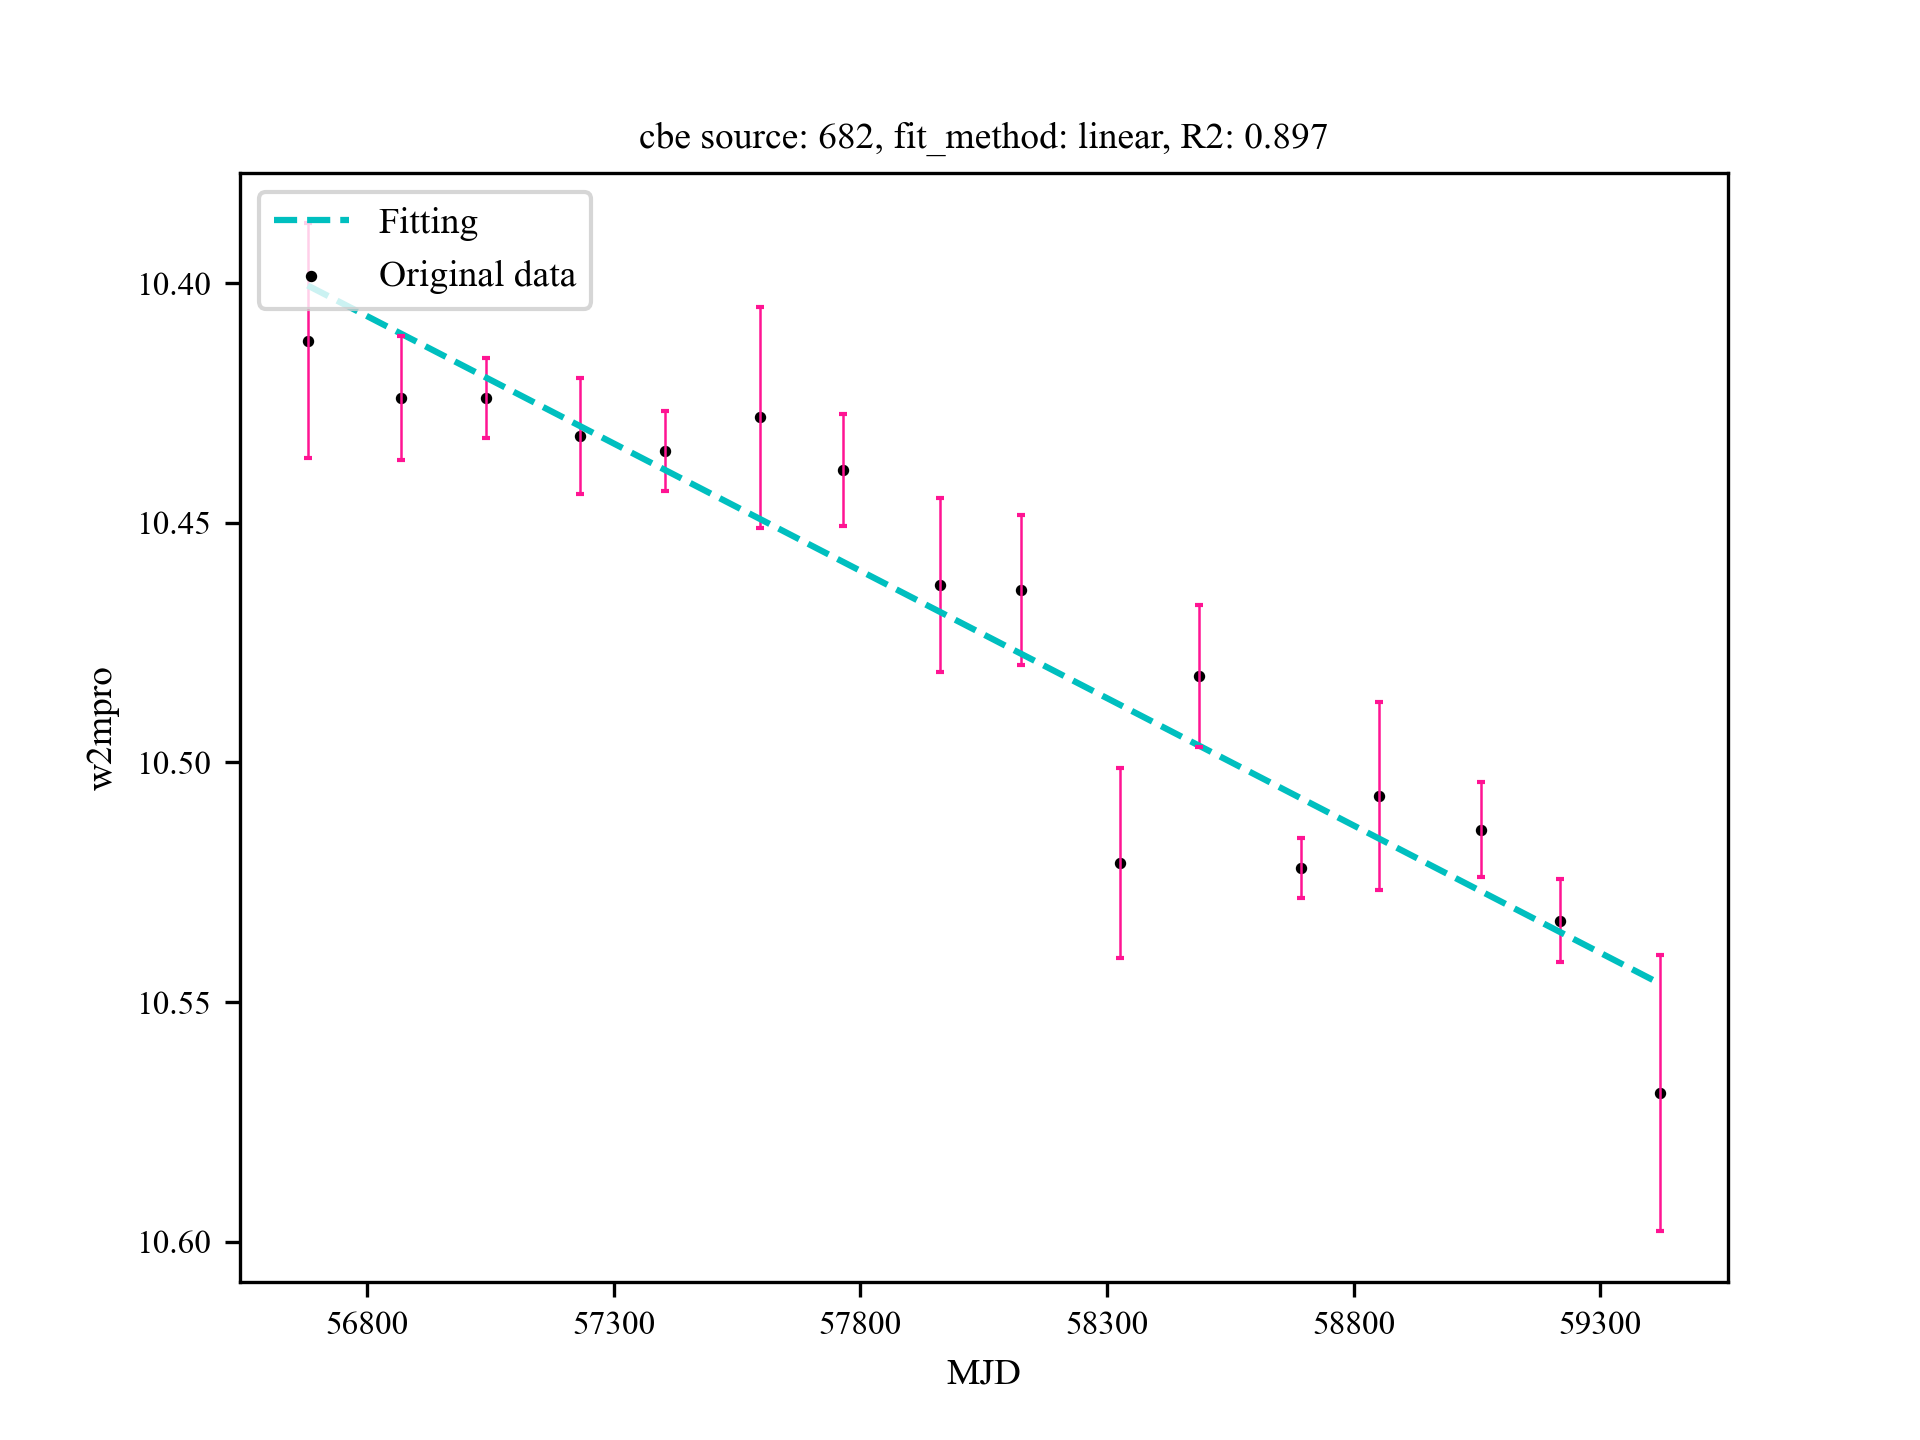 cbe source: 682, fit_method: linear, R2: 0.897
Fitting
Original data
10.40
10.45
10.50
10.55
10.60
w2mpro
56800
57300
57800
58300
58800
59300
MJD